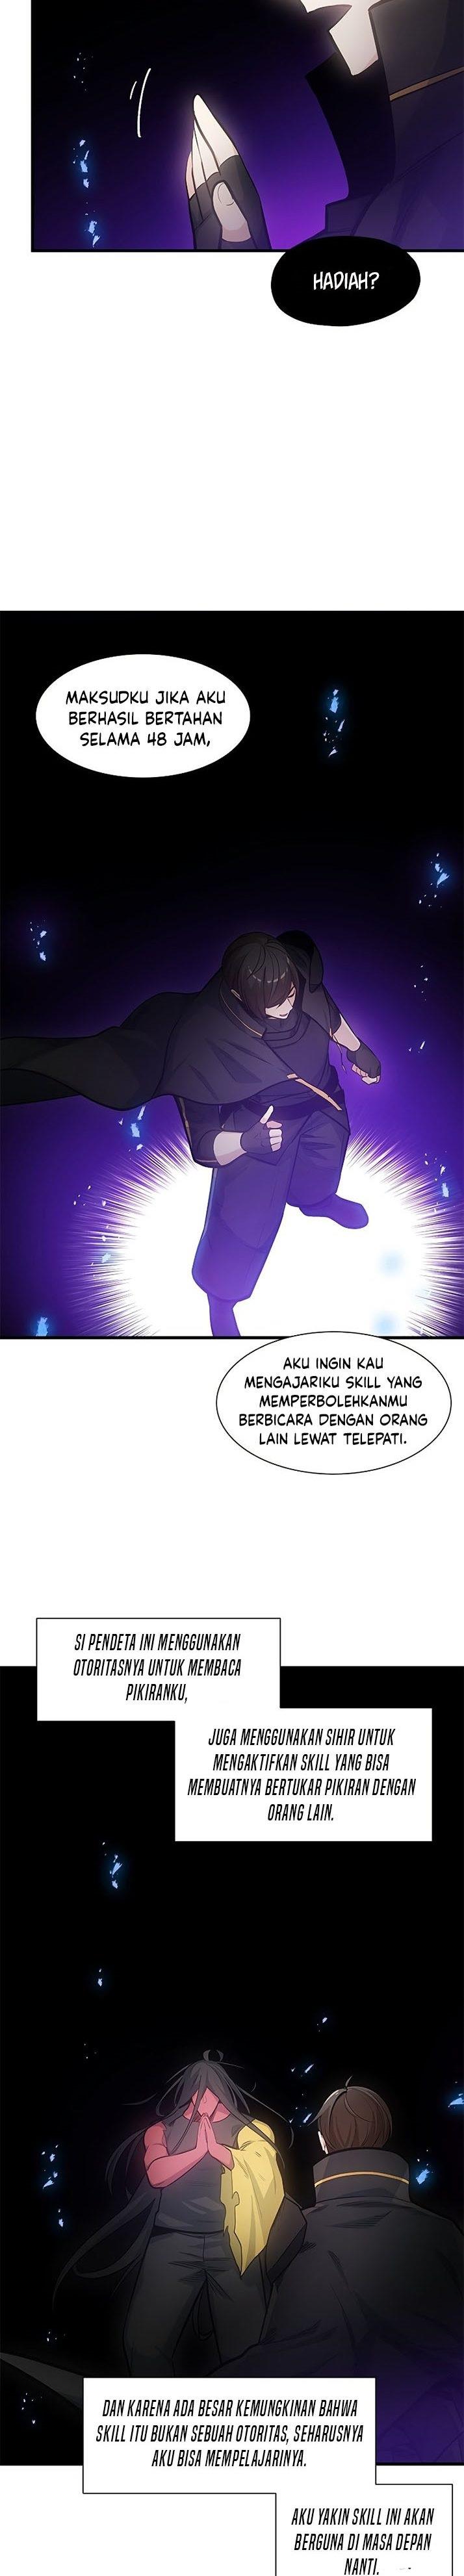 HADIAH?
MAKSUDKU JIKA AKU
BERHASIL BERTAHAN
SELAMA 48 JAM,
AKU INGIN KAU
MENGAJARIKU SKILL YANG
MEMPERBOLEHKANMU
BERBICARA DENGAN ORANG
LAIN LEWAT TELEPATI.
SI PENDETA INI MENGGUNAKAN
OTORITASNYA UNTUK MEMBACA
PIKIRANKU,
JUGA MENGGUNAKAN SIHIR UNTUK
MENGAKTIFKAN SKILL YANG BISA
MEMBUATNYA BERTUKAR PIKIRAN DENGAN
ORANG LAIN.
DAN KARENA ADA BESAR KEMUNGKINAN BAHWA
SKILL ITU BUKAN SEBUAH OTORITAS, SEHARUSNYA
AKU BISA MEMPELAJARINYA.
AKU YAKIN SKILL INI AKAN
BERGUNA DI MASA DEPAN
NANTI.